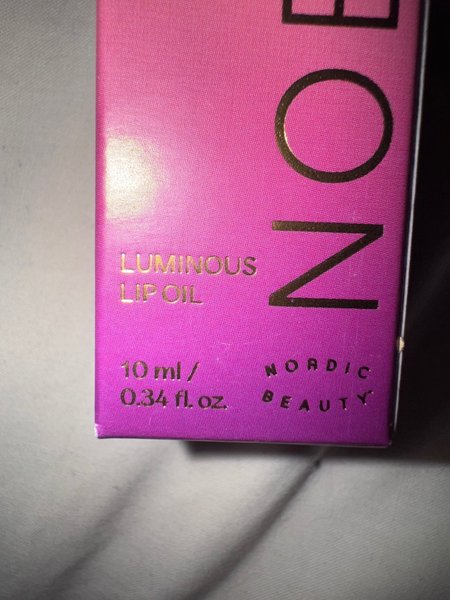 NO
LUMINOUS
LIP OIL
10 ml /
0.34 fl. oz.
NORDIC
BEAUTY